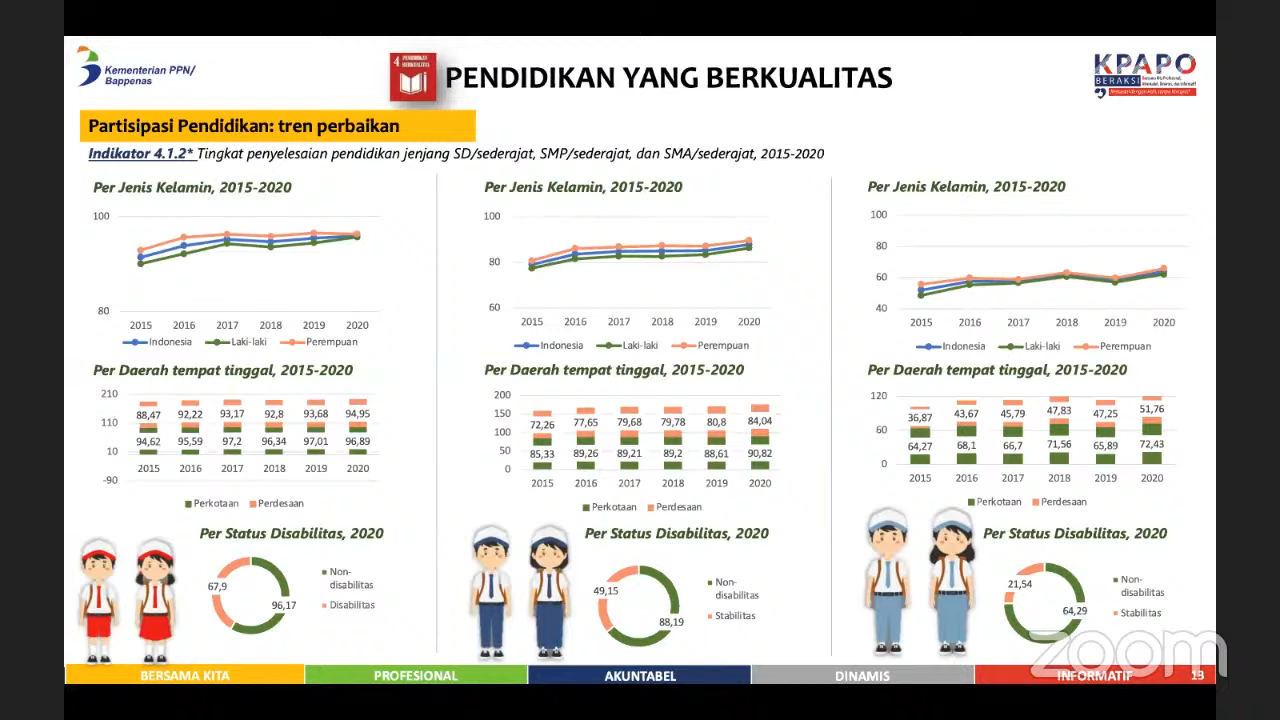 Kementerian PPN/
Bappenas
4 PENDIDIKAN
BERKUALITAS
PENDIDIKAN YANG BERKUALITAS
KPAPO
BERAKSI
Partisipasi Pendidikan: tren perbaikan
Indikator 4.1.2* Tingkat penyelesaian pendidikan jenjang SD/sederajat, SMP/sederajat, dan SMA/sederajat, 2015-2020
Per Jenis Kelamin, 2015-2020
100
80
2015 2016 2017 2018 2019 2020
Indonesia Laki-laki Perempuan
Per Daerah tempat tinggal, 2015-2020
210
110
10
-90
88,47 92,22 93,17 92,8 93,68 94,95
94,62 95,59 97,2 96,34 97,01 96,89
2015 2016 2017 2018 2019 2020
Perkotaan Perdesaan
Per Status Disabilitas, 2020
67,9
96,17
Non-
disabilitas
Disabilitas
Per Jenis Kelamin, 2015-2020
100
80
60
2015 2016 2017 2018 2019 2020
Indonesia Laki-laki Perempuan
Per Daerah tempat tinggal, 2015-2020
200
150
100
50
0
72,26 77,65 79,68 79,78 80,8 84,04
85,33 89,26 89,21 89,2 88,61 90,82
2015 2016 2017 2018 2019 2020
Perkotaan Perdesaan
Per Status Disabilitas, 2020
49,15
88,19
Non-
disabilitas
Stabilitas
Per Jenis Kelamin, 2015-2020
100
80
60
40
2015 2016 2017 2018 2019 2020
Indonesia Laki-laki Perempuan
Per Daerah tempat tinggal, 2015-2020
120
60
0
36,87 43,67 45,79 47,83 47,25 51,76
64,27 68,1 66,7 71,56 65,89 72,43
2015 2016 2017 2018 2019 2020
Perkotaan Perdesaan
Per Status Disabilitas, 2020
21,54
64,29
Non-
disabilitas
Stabilitas
zoom
BERSAMA KITA PROFESIONAL AKUNTABEL DINAMIS INFORMATIF 13